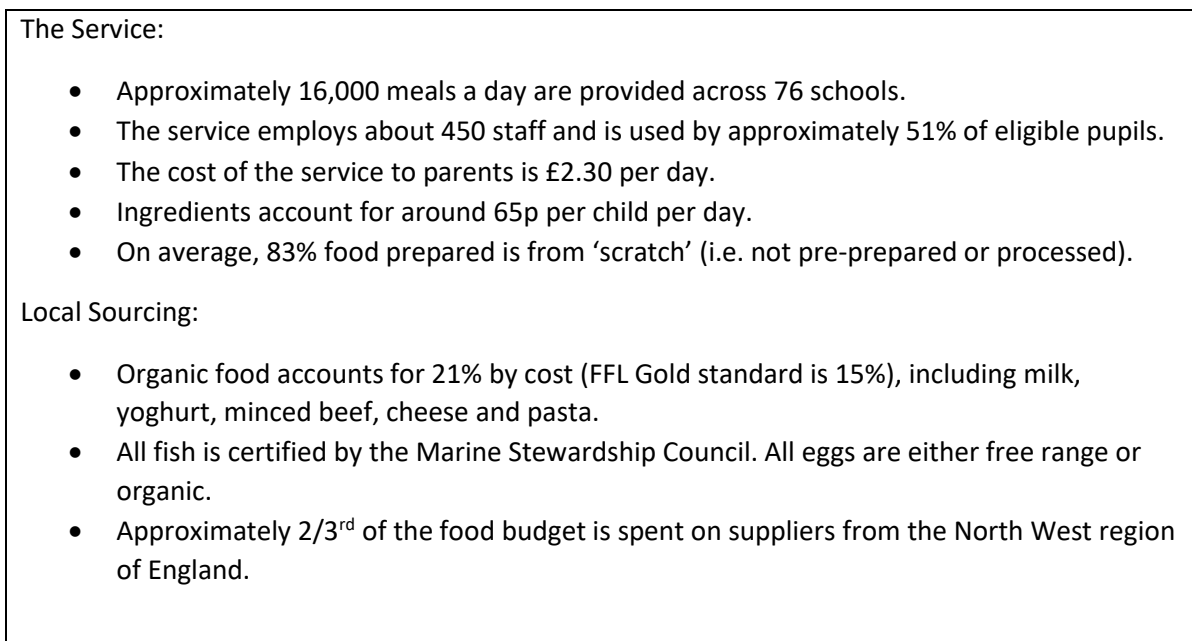 The Service:
• Approximately 16,000 meals a day are provided across 76 schools.
• The service employs about 450 staff and is used by approximately 51% of eligible pupils.
• The cost of the service to parents is £2.30 per day.
• Ingredients account for around 65p per child per day.
• On average, 83% food prepared is from ‘scratch’ (i.e. not pre-prepared or processed).
Local Sourcing:
• Organic food accounts for 21% by cost (FFL Gold standard is 15%), including milk,
yoghurt, minced beef, cheese and pasta.
• All fish is certified by the Marine Stewardship Council. All eggs are either free range or
organic.
• Approximately 2/3rd of the food budget is spent on suppliers from the North West region
of England.